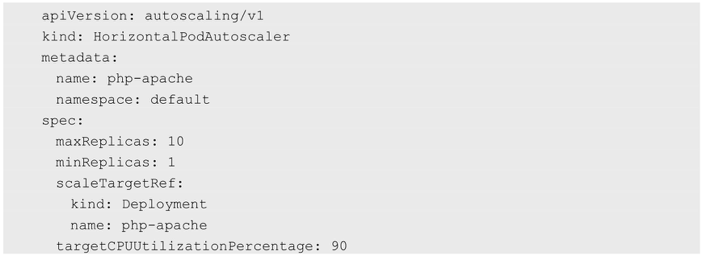 apiVersion: autoscaling/v1
kind: HorizontalPodAutoscaler
metadata:
  name: php-apache
  namespace: default
spec:
  maxReplicas: 10
  minReplicas: 1
  scaleTargetRef:
    kind: Deployment
    name: php-apache
  targetCPUUtilizationPercentage: 90